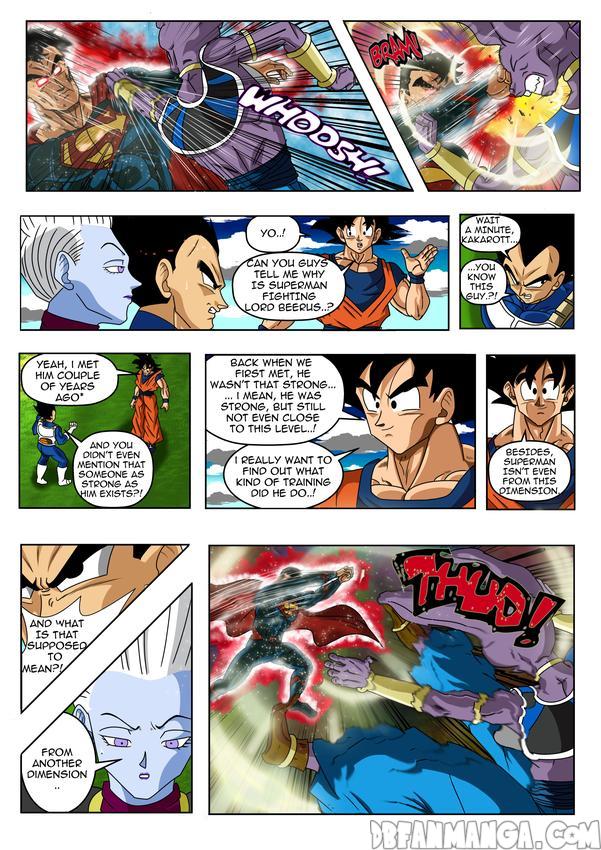 WHOOSH!
BRAM!
YO..!
CAN YOU GUYS
TELL ME WHY
IS SUPERMAN
FIGHTING
LORD BEERUS..?
WAIT
A MINUTE,
KAKAROTT...
...YOU
KNOW
THIS
GUY.?!
YEAH, I MET
HIM COUPLE
OF YEARS
AGO*
AND YOU
DIDN'T EVEN
MENTION THAT
SOMEONE AS
STRONG AS
HIM EXISTS?!
BACK WHEN WE
FIRST MET, HE
WASN'T THAT STRONG...
... I MEAN, HE WAS
STRONG, BUT STILL
NOT EVEN CLOSE
TO THIS LEVEL..!
I REALLY WANT TO
FIND OUT WHAT
KIND OF TRAINING
DID HE DO..!
BESIDES,
SUPERMAN
ISN'T EVEN
FROM THIS
DIMENSION.
AND WHAT
IS THAT
SUPPOSED
TO
MEAN?!
FROM
ANOTHER
DIMENSION
..
THUD!
DBFANMANGA.COM